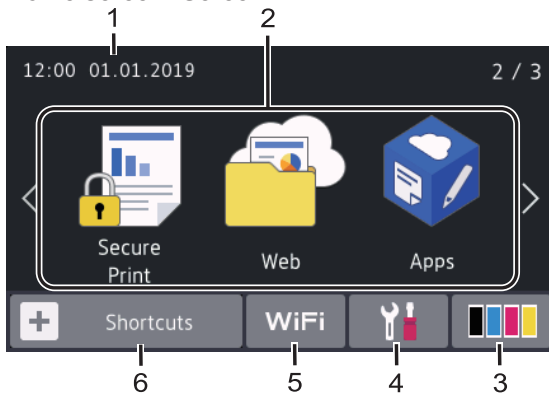 1
2
12:00 01.01.2019
2 / 3
Secure
Print
Web
Apps
Shortcuts
WiFi
6
5
4
3